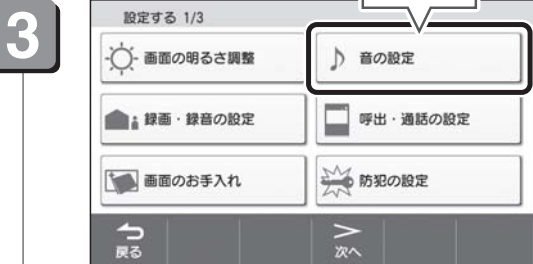 3
設定する 1/3
画面の明るさ調整
音の設定
録画・録音の設定
呼出・通話の設定
画面のお手入れ
防犯の設定
戻る
次へ